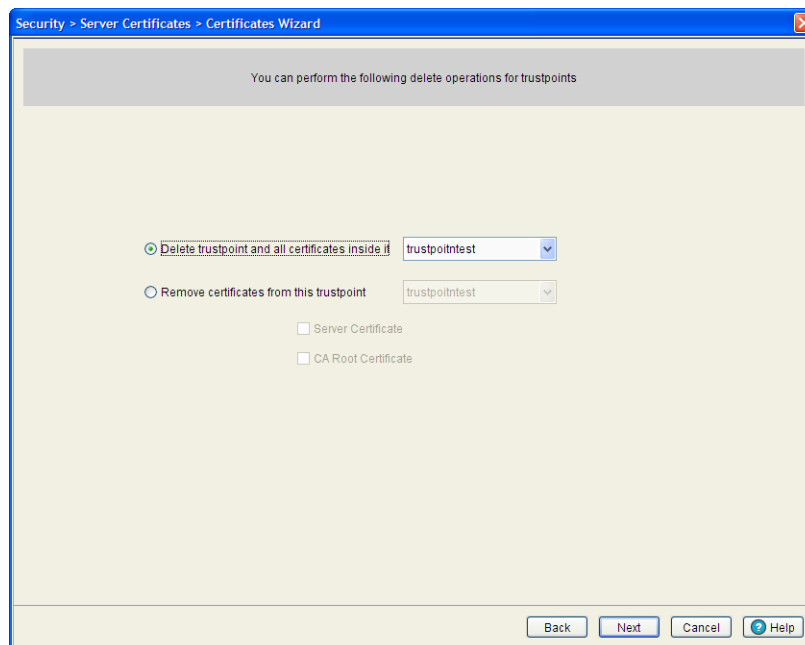 Security > Server Certificates > Certificates Wizard
You can perform the following delete operations for trustpoints
Delete trustpoint and all certificates inside it trustpoitntest
Remove certificates from this trustpoint trustpoitntest
Server Certificate
CA Root Certificate
Back Next Cancel ? Help